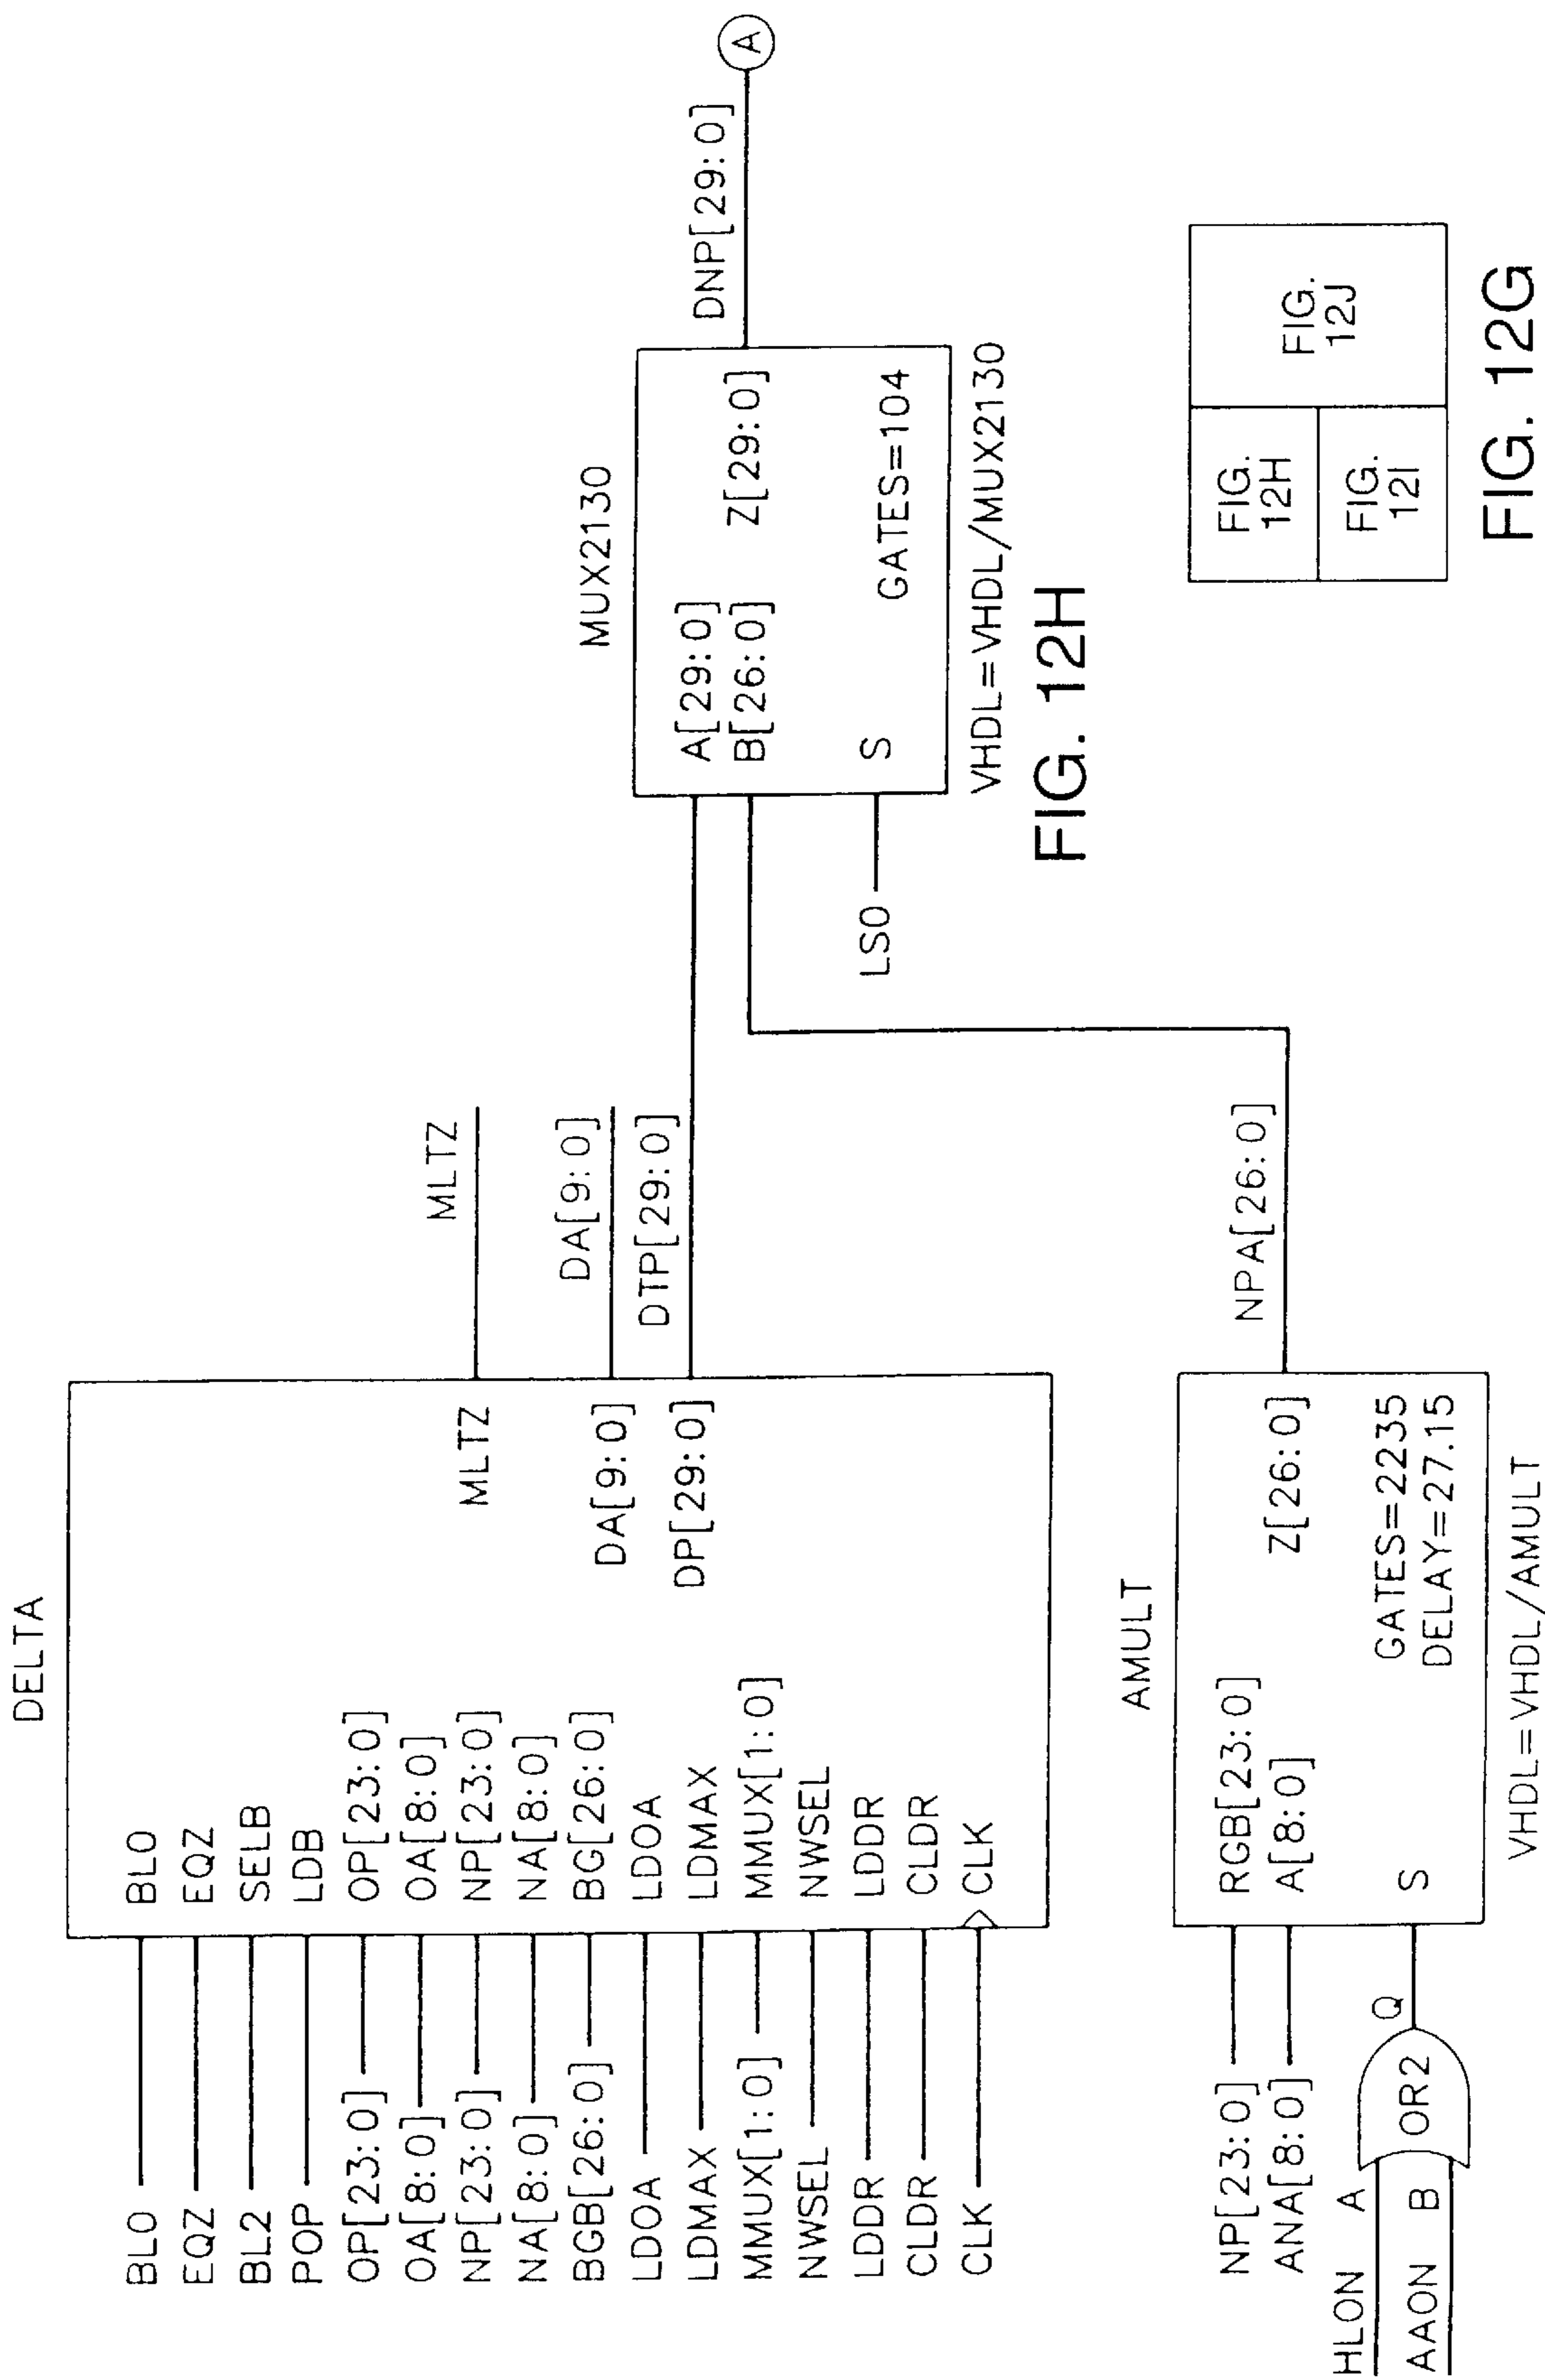 DELTA
BL0
EQZ
BL2
POP
OP[23:0]
OA[8:0]
NP[23:0]
NA[8:0]
BGB[26:0]
LDOA
LDMAX
MMUX[1:0]
NWSEL
LDDR
CLDR
CLK
BL0
EQZ
SELB
LDB
OP[23:0]
OA[8:0]
NP[23:0]
NA[8:0]
BG[26:0]
LDOA
LDMAX
MMUX[1:0]
NWSEL
LDDR
CLDR
CLK
MLTZ
DA[9:0]
DP[29:0]
MLTZ
DA[9:0]
DTP[29:0]
AMULT
NP[23:0]
ANA[8:0]
HLON A
AAON B
OR2
Q
RGB[23:0]
A[8:0]
S
Z[26:0]
GATES=2235
DELAY=27.15
VHDL=VHDL/AMULT
NPA[26:0]
MUX2130
A[29:0]
B[26:0]
Z[29:0]
S
GATES=104
LS0
VHDL=VHDL/MUX2130
DNP[29:0]
A
FIG. 12H
FIG.
12H
FIG.
12I
FIG.
12J
FIG. 12G